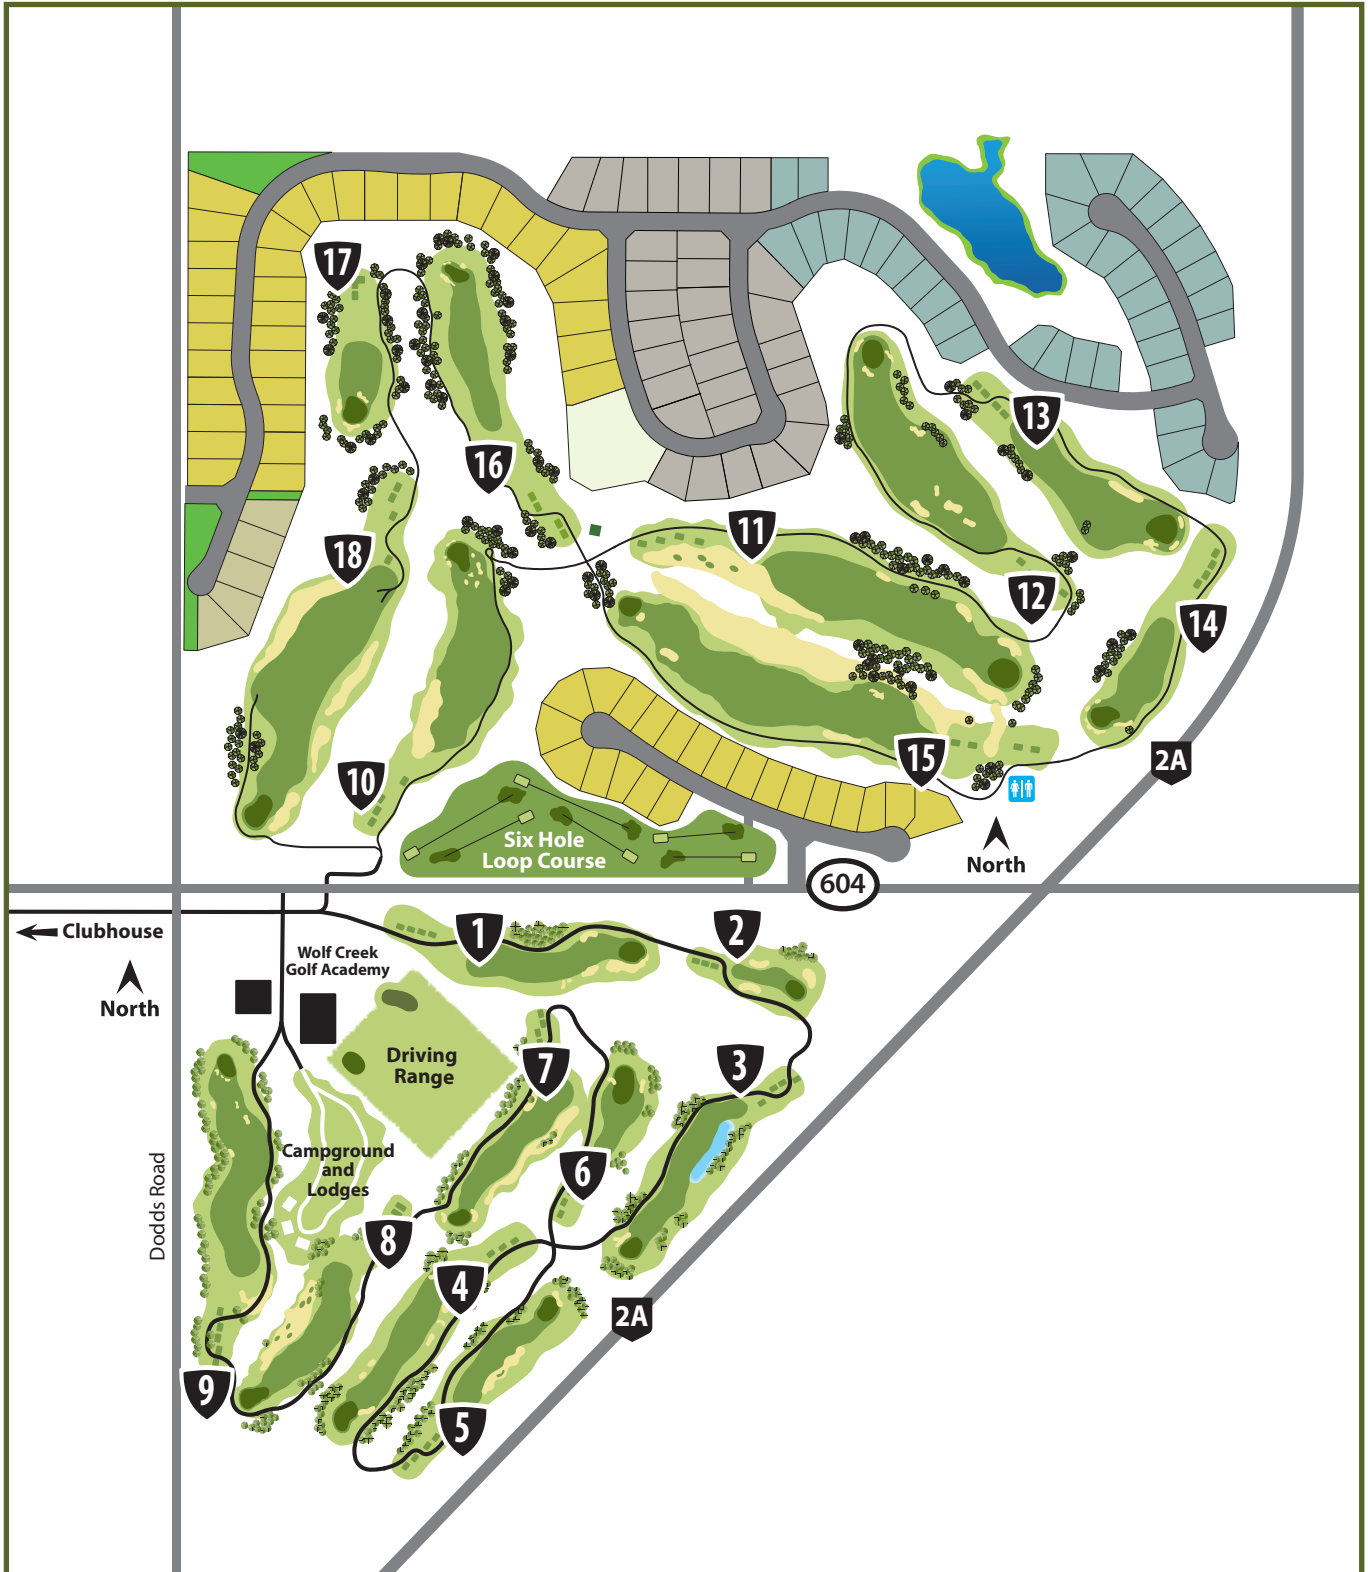 17
16
13
11
18
12
14
15
2A
10
Six Hole
Loop Course
North
604
Clubhouse
1
2
Wolf Creek
Golf Academy
North
Driving
Range
7
3
Campground
and
Lodges
6
Dodds Road
8
4
2A
9
5